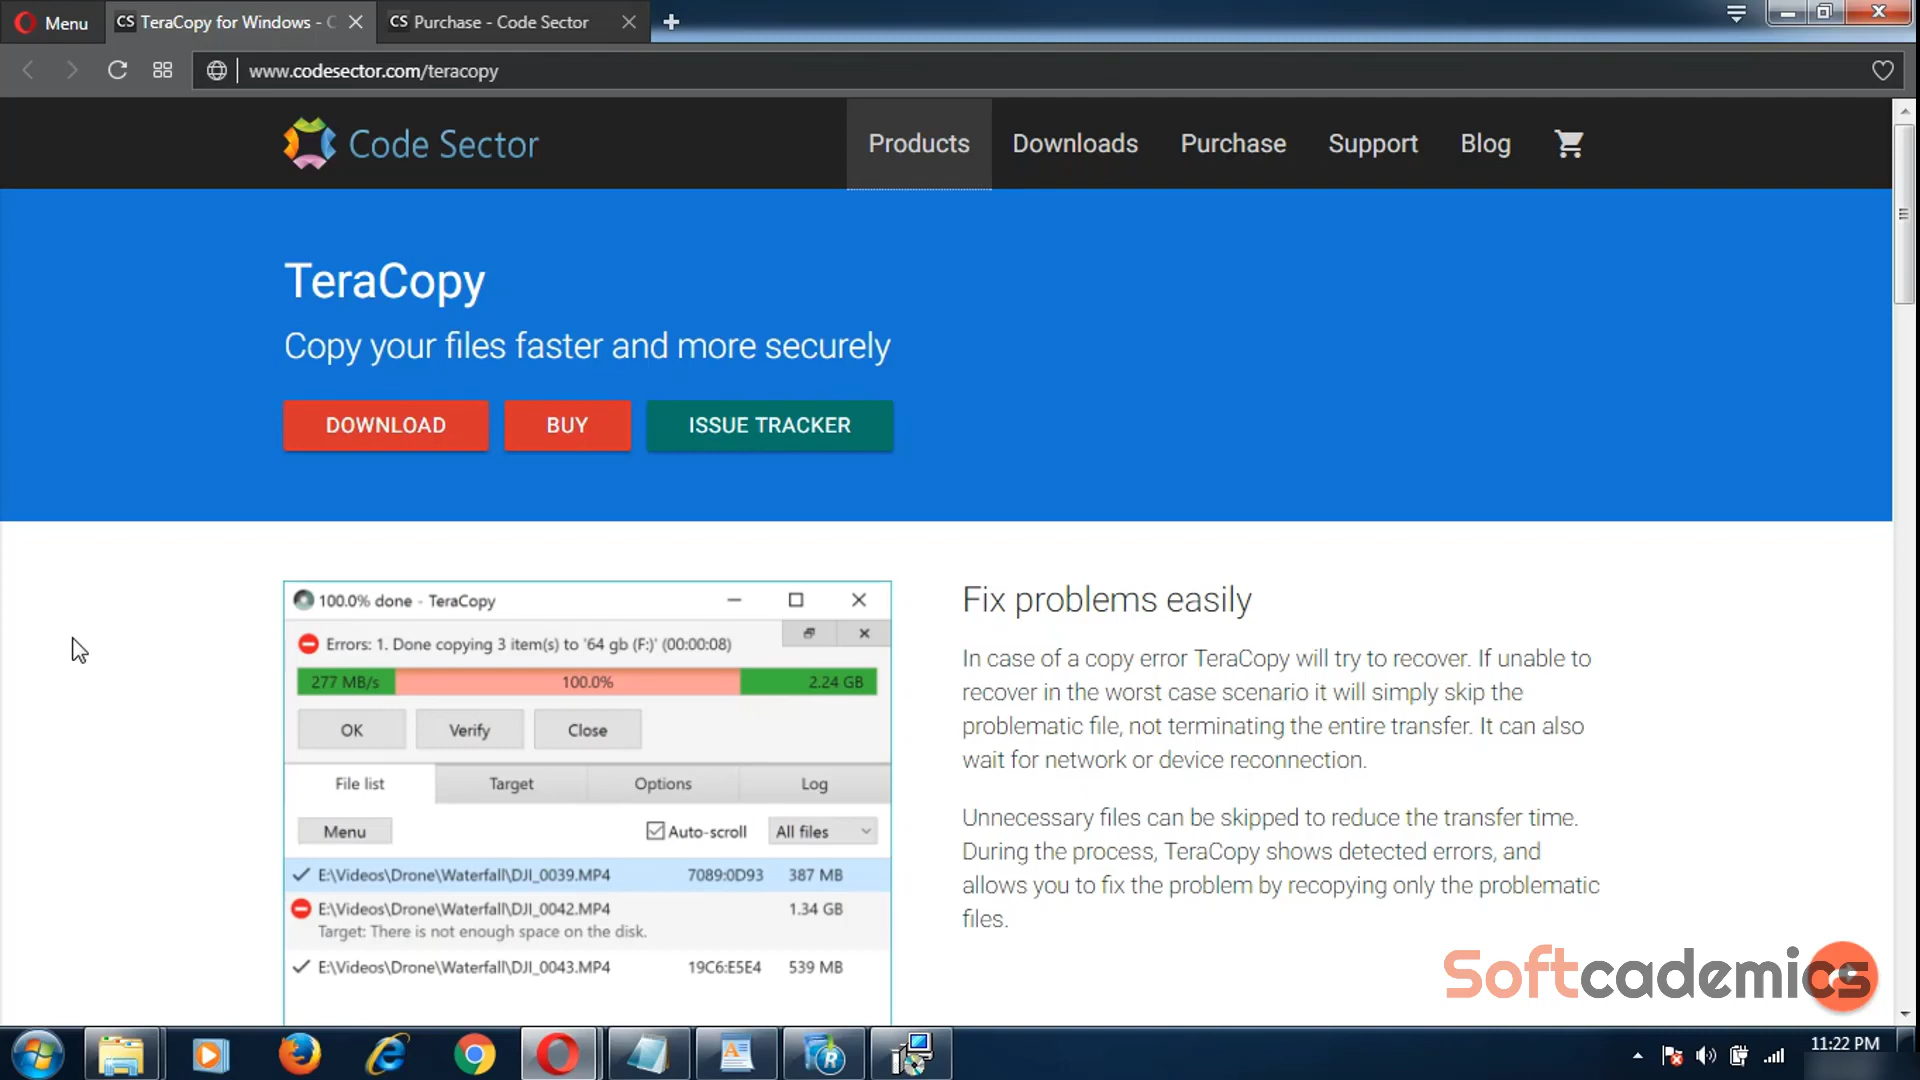 Menu
CS TeraCopy for Windows - C
CS Purchase - Code Sector
www.codesector.com/teracopy
Code Sector
Products
Downloads
Purchase
Support
Blog
TeraCopy
Copy your files faster and more securely
DOWNLOAD
BUY
ISSUE TRACKER
100.0% done - TeraCopy
Errors: 1. Done copying 3 item(s) to '64 gb (F:)' (00:00:08)
277 MB/s 100.0% 2.24 GB
OK Verify Close
File list Target Options Log
Menu Auto-scroll All files
E:\Videos\Drone\Waterfall\DJI_0039.MP4 7089:0D93 387 MB
E:\Videos\Drone\Waterfall\DJI_0042.MP4 1.34 GB
Target: There is not enough space on the disk.
E:\Videos\Drone\Waterfall\DJI_0043.MP4 19C6:E5E4 539 MB
Fix problems easily
In case of a copy error TeraCopy will try to recover. If unable to
recover in the worst case scenario it will simply skip the
problematic file, not terminating the entire transfer. It can also
wait for network or device reconnection.
Unnecessary files can be skipped to reduce the transfer time.
During the process, TeraCopy shows detected errors, and
allows you to fix the problem by recopying only the problematic
files.
Softcademics
11:22 PM